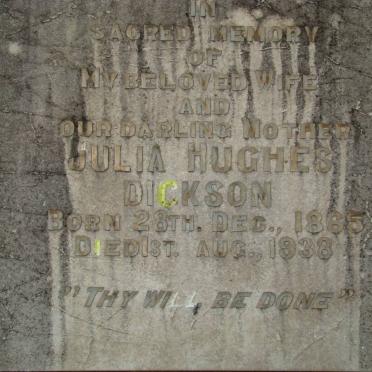 IN
SACRED MEMORY
OF
MY BELOVED WIFE
AND
OUR DARLING MOTHER
JULIA HUGHES
DICKSON
BORN 28TH. DEC., 1865
DIED 1ST. AUG., 1938
"THY WILL BE DONE"